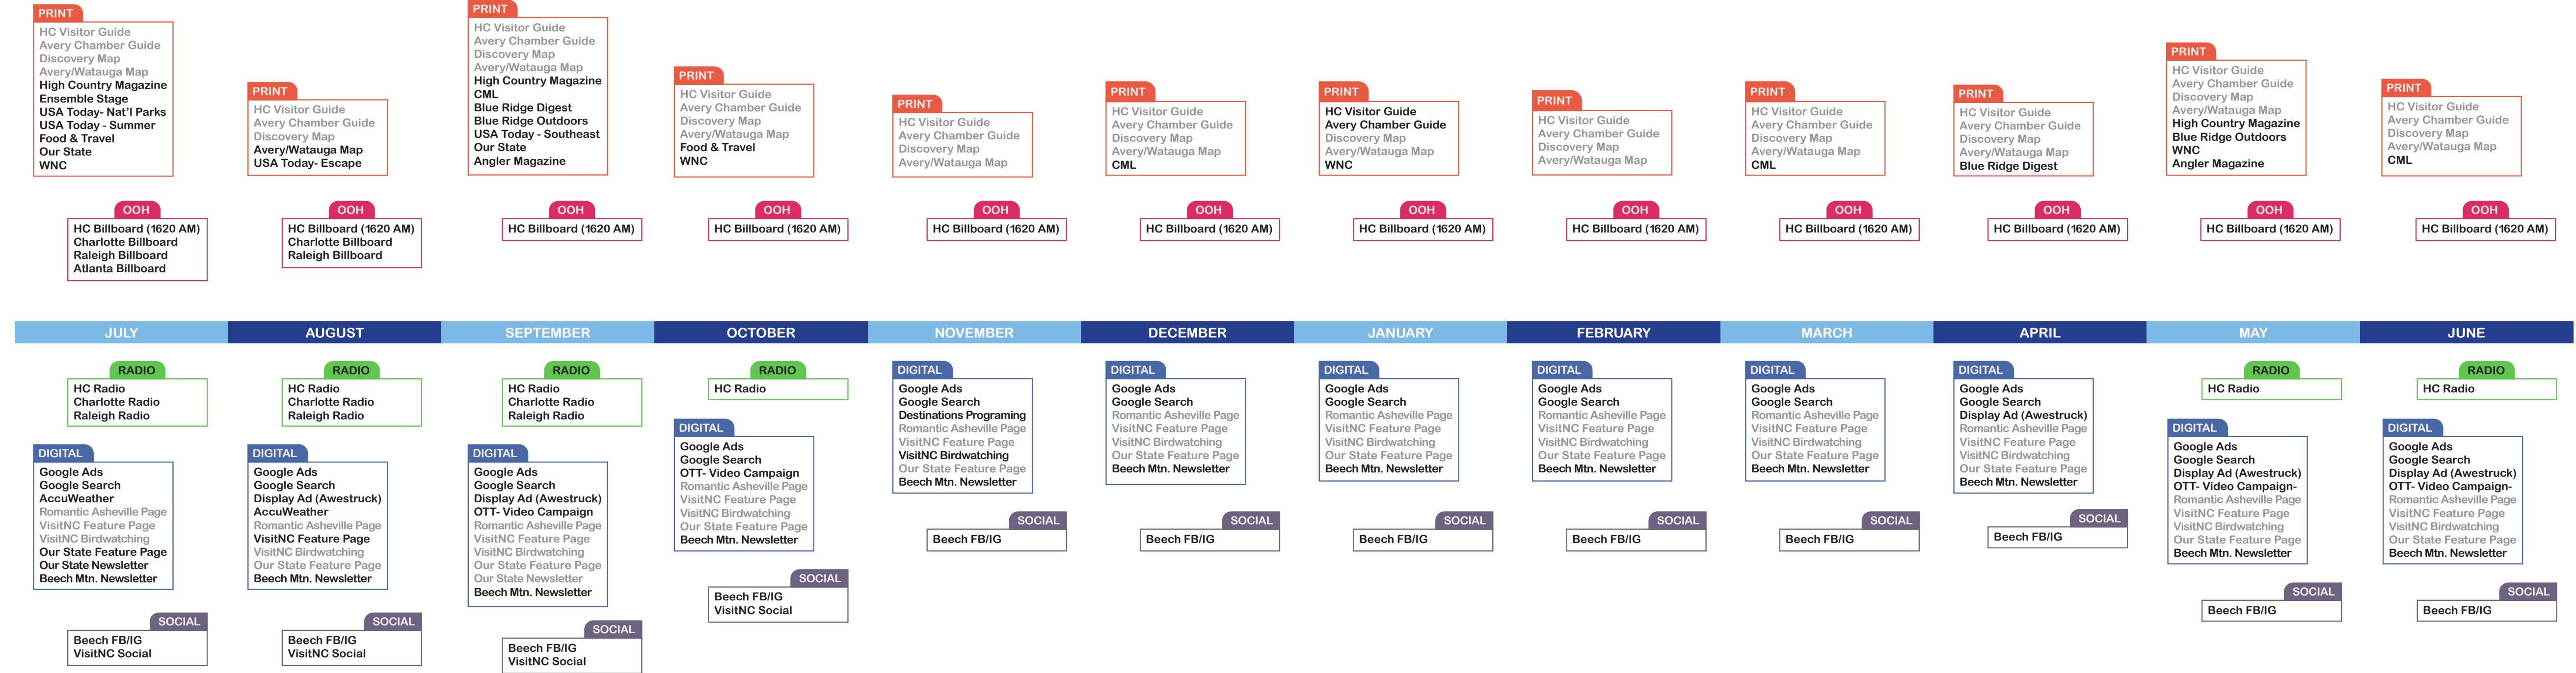 PRINT
HC Visitor Guide
Avery Chamber Guide
Discovery Map
Avery/Watauga Map
High Country Magazine
Ensemble Stage
USA Today- Nat'l Parks
USA Today - Summer
Food & Travel
Our State
WNC
PRINT
HC Visitor Guide
Avery Chamber Guide
Discovery Map
Avery/Watauga Map
USA Today- Escape
PRINT
HC Visitor Guide
Avery Chamber Guide
Discovery Map
Avery/Watauga Map
High Country Magazine
CML
Blue Ridge Digest
Blue Ridge Outdoors
USA Today - Southeast
Our State
Angler Magazine
PRINT
HC Visitor Guide
Avery Chamber Guide
Discovery Map
Avery/Watauga Map
Food & Travel
WNC
PRINT
HC Visitor Guide
Avery Chamber Guide
Discovery Map
Avery/Watauga Map
PRINT
HC Visitor Guide
Avery Chamber Guide
Discovery Map
Avery/Watauga Map
CML
PRINT
HC Visitor Guide
Avery Chamber Guide
Discovery Map
Avery/Watauga Map
WNC
PRINT
HC Visitor Guide
Avery Chamber Guide
Discovery Map
Avery/Watauga Map
PRINT
HC Visitor Guide
Avery Chamber Guide
Discovery Map
Avery/Watauga Map
CML
PRINT
HC Visitor Guide
Avery Chamber Guide
Discovery Map
Avery/Watauga Map
Blue Ridge Digest
PRINT
HC Visitor Guide
Avery Chamber Guide
Discovery Map
Avery/Watauga Map
High Country Magazine
Blue Ridge Outdoors
WNC
Angler Magazine
PRINT
HC Visitor Guide
Avery Chamber Guide
Discovery Map
Avery/Watauga Map
CML
OOH
HC Billboard (1620 AM)
Charlotte Billboard
Raleigh Billboard
Atlanta Billboard
OOH
HC Billboard (1620 AM)
Charlotte Billboard
Raleigh Billboard
OOH
HC Billboard (1620 AM)
OOH
HC Billboard (1620 AM)
OOH
HC Billboard (1620 AM)
OOH
HC Billboard (1620 AM)
OOH
HC Billboard (1620 AM)
OOH
HC Billboard (1620 AM)
OOH
HC Billboard (1620 AM)
OOH
HC Billboard (1620 AM)
OOH
HC Billboard (1620 AM)
OOH
HC Billboard (1620 AM)
JULY
AUGUST
SEPTEMBER
OCTOBER
NOVEMBER
DECEMBER
JANUARY
FEBRUARY
MARCH
APRIL
MAY
JUNE
RADIO
HC Radio
Charlotte Radio
Raleigh Radio
DIGITAL
Google Ads
Google Search
AccuWeather
Romantic Asheville Page
VisitNC Feature Page
VisitNC Birdwatching
Our State Feature Page
Our State Newsletter
Beech Mtn. Newsletter
SOCIAL
Beech FB/IG
VisitNC Social
RADIO
HC Radio
Charlotte Radio
Raleigh Radio
DIGITAL
Google Ads
Google Search
Display Ad (Awestruck)
AccuWeather
Romantic Asheville Page
VisitNC Feature Page
VisitNC Birdwatching
Our State Feature Page
Beech Mtn. Newsletter
SOCIAL
Beech FB/IG
VisitNC Social
RADIO
HC Radio
Charlotte Radio
Raleigh Radio
DIGITAL
Google Ads
Google Search
Display Ad (Awestruck)
OTT- Video Campaign
Romantic Asheville Page
VisitNC Feature Page
VisitNC Birdwatching
Our State Feature Page
Our State Newsletter
Beech Mtn. Newsletter
SOCIAL
Beech FB/IG
VisitNC Social
RADIO
HC Radio
DIGITAL
Google Ads
Google Search
OTT- Video Campaign
Romantic Asheville Page
VisitNC Feature Page
VisitNC Birdwatching
Our State Feature Page
Beech Mtn. Newsletter
SOCIAL
Beech FB/IG
VisitNC Social
DIGITAL
Google Ads
Google Search
Destinations Programing
Romantic Asheville Page
VisitNC Feature Page
VisitNC Birdwatching
Our State Feature Page
Beech Mtn. Newsletter
SOCIAL
Beech FB/IG
DIGITAL
Google Ads
Google Search
Romantic Asheville Page
VisitNC Feature Page
VisitNC Birdwatching
Our State Feature Page
Beech Mtn. Newsletter
SOCIAL
Beech FB/IG
DIGITAL
Google Ads
Google Search
Romantic Asheville Page
VisitNC Feature Page
VisitNC Birdwatching
Our State Feature Page
Beech Mtn. Newsletter
SOCIAL
Beech FB/IG
DIGITAL
Google Ads
Google Search
Romantic Asheville Page
VisitNC Feature Page
VisitNC Birdwatching
Our State Feature Page
Beech Mtn. Newsletter
SOCIAL
Beech FB/IG
DIGITAL
Google Ads
Google Search
Romantic Asheville Page
VisitNC Feature Page
VisitNC Birdwatching
Our State Feature Page
Beech Mtn. Newsletter
SOCIAL
Beech FB/IG
DIGITAL
Google Ads
Google Search
Display Ad (Awestruck)
Romantic Asheville Page
VisitNC Feature Page
VisitNC Birdwatching
Our State Feature Page
Beech Mtn. Newsletter
SOCIAL
Beech FB/IG
RADIO
HC Radio
DIGITAL
Google Ads
Google Search
Display Ad (Awestruck)
OTT- Video Campaign-
Romantic Asheville Page
VisitNC Feature Page
VisitNC Birdwatching
Our State Feature Page
Beech Mtn. Newsletter
SOCIAL
Beech FB/IG
RADIO
HC Radio
DIGITAL
Google Ads
Google Search
Display Ad (Awestruck)
OTT- Video Campaign-
Romantic Asheville Page
VisitNC Feature Page
VisitNC Birdwatching
Our State Feature Page
Beech Mtn. Newsletter
SOCIAL
Beech FB/IG